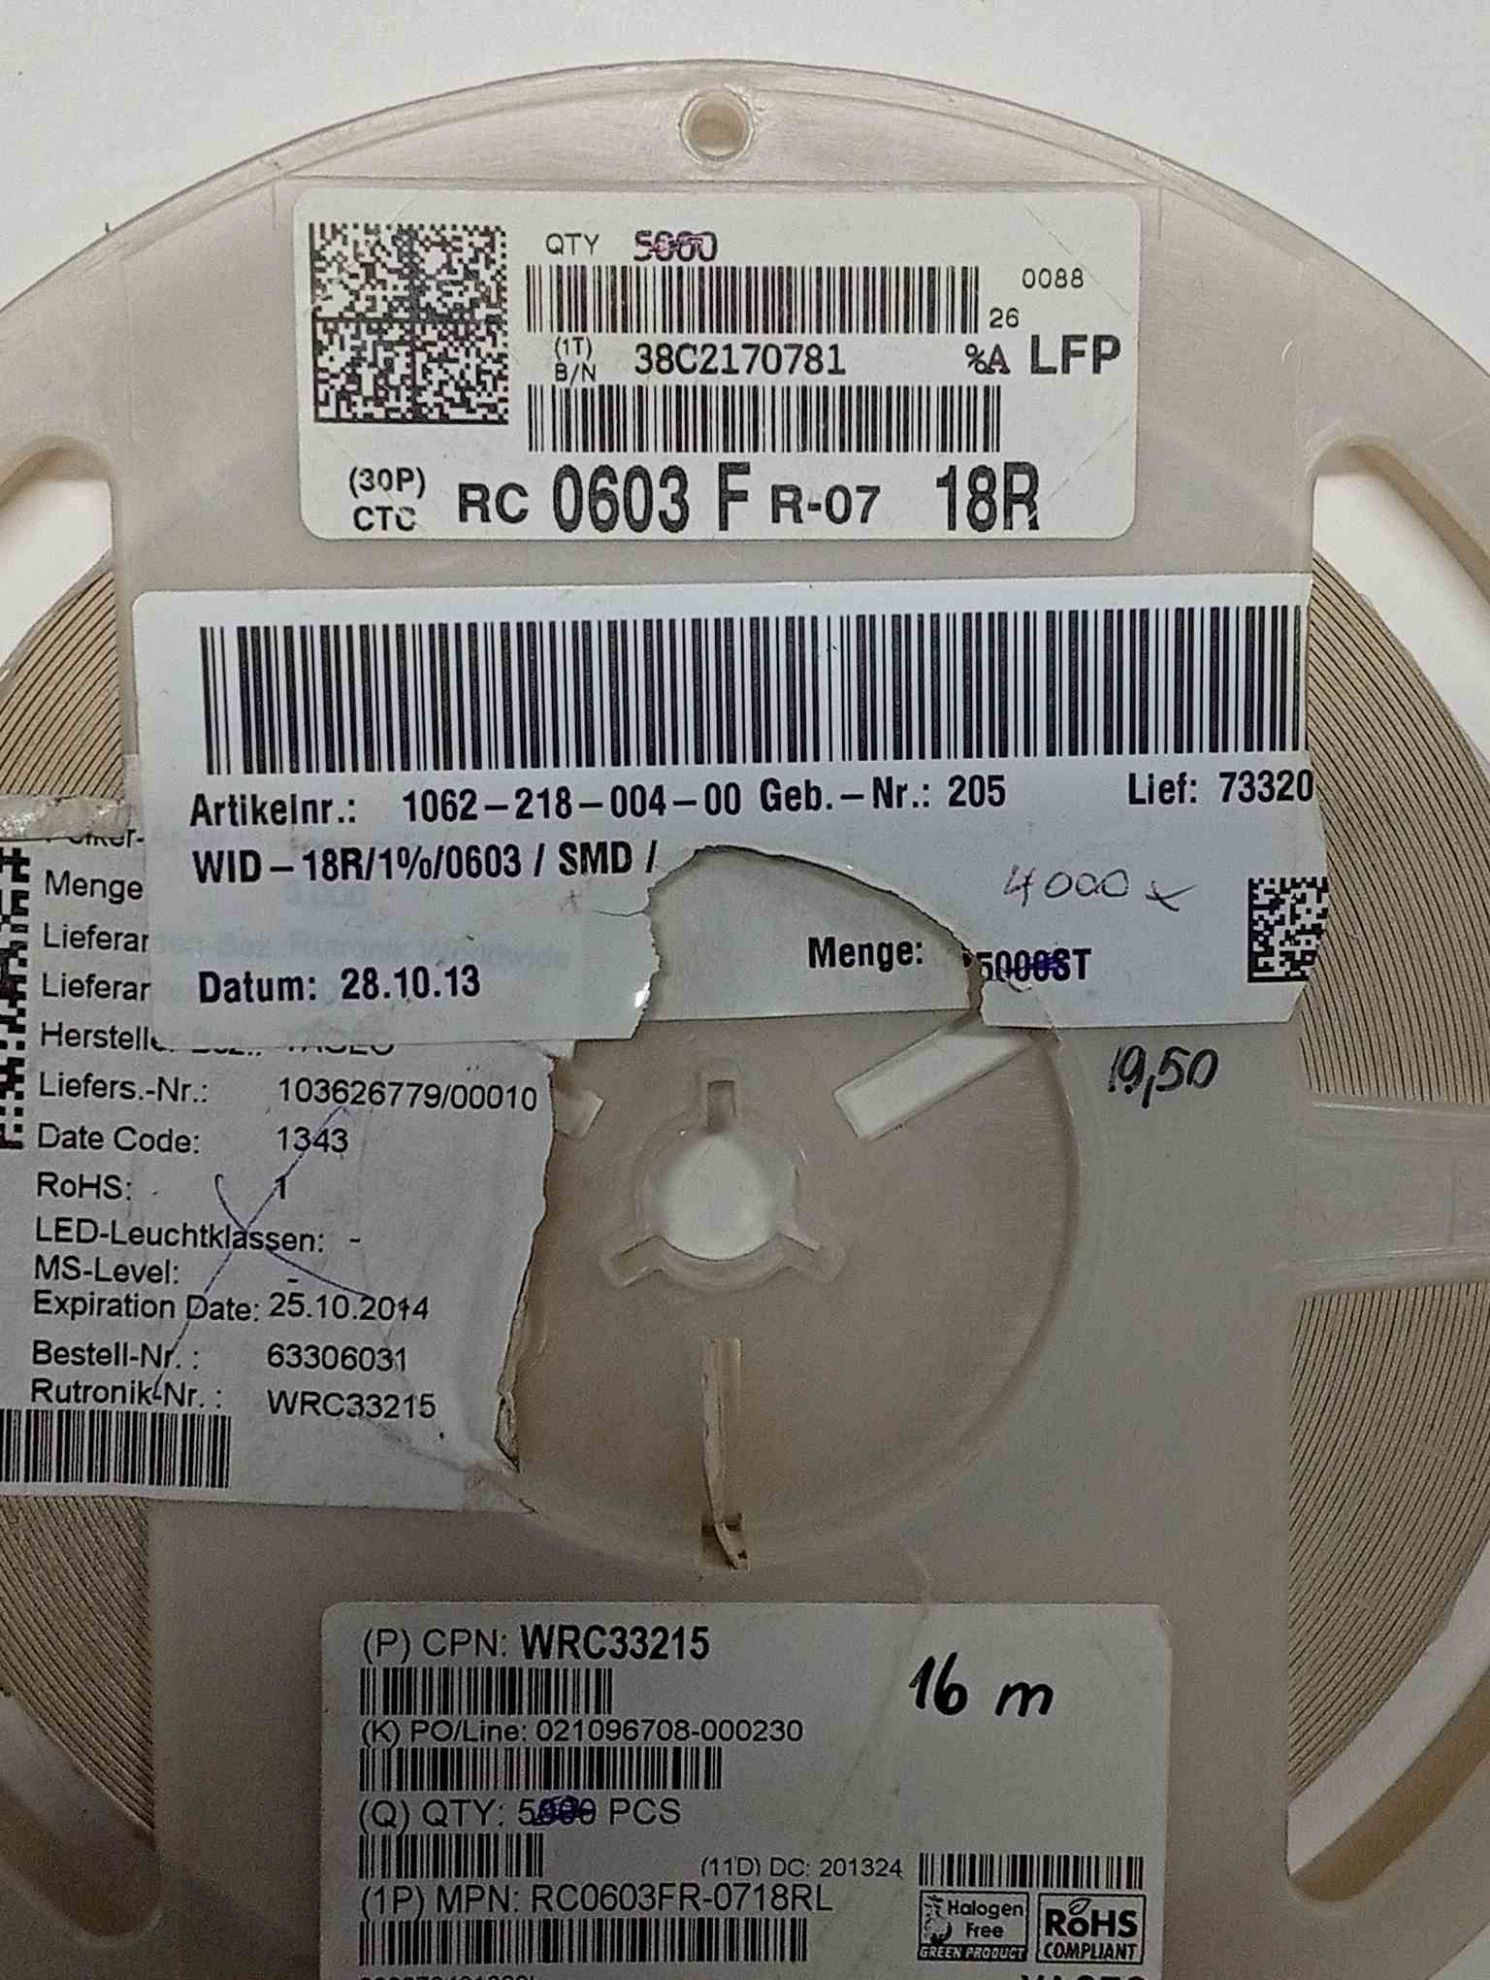 QTY 5000
0088
26
(1T)
B/N 38C2170781 %A LFP
(30P)
CTC RC 0603 F R-07 18R
Artikelnr.: 1062-218-004-00 Geb.-Nr.: 205 Lief: 73320
WID-18R/1%/0603 / SMD /
4000
Menge: 5000ST
Datum: 28.10.13
19,50
Menge
Lieferan
Lieferan
Herstelle
Liefers.-Nr.: 103626779/00010
Date Code: 1343
RoHS: 1
LED-Leuchtklassen: -
MS-Level: -
Expiration Date: 25.10.2014
Bestell-Nr. : 63306031
Rutronik-Nr. : WRC33215
(P) CPN: WRC33215
16 m
(K) PO/Line: 021096708-000230
(Q) QTY: 5000 PCS
(11D) DC: 201324
(1P) MPN: RC0603FR-0718RL
Halogen
Free
GREEN PRODUCT
RoHS
COMPLIANT